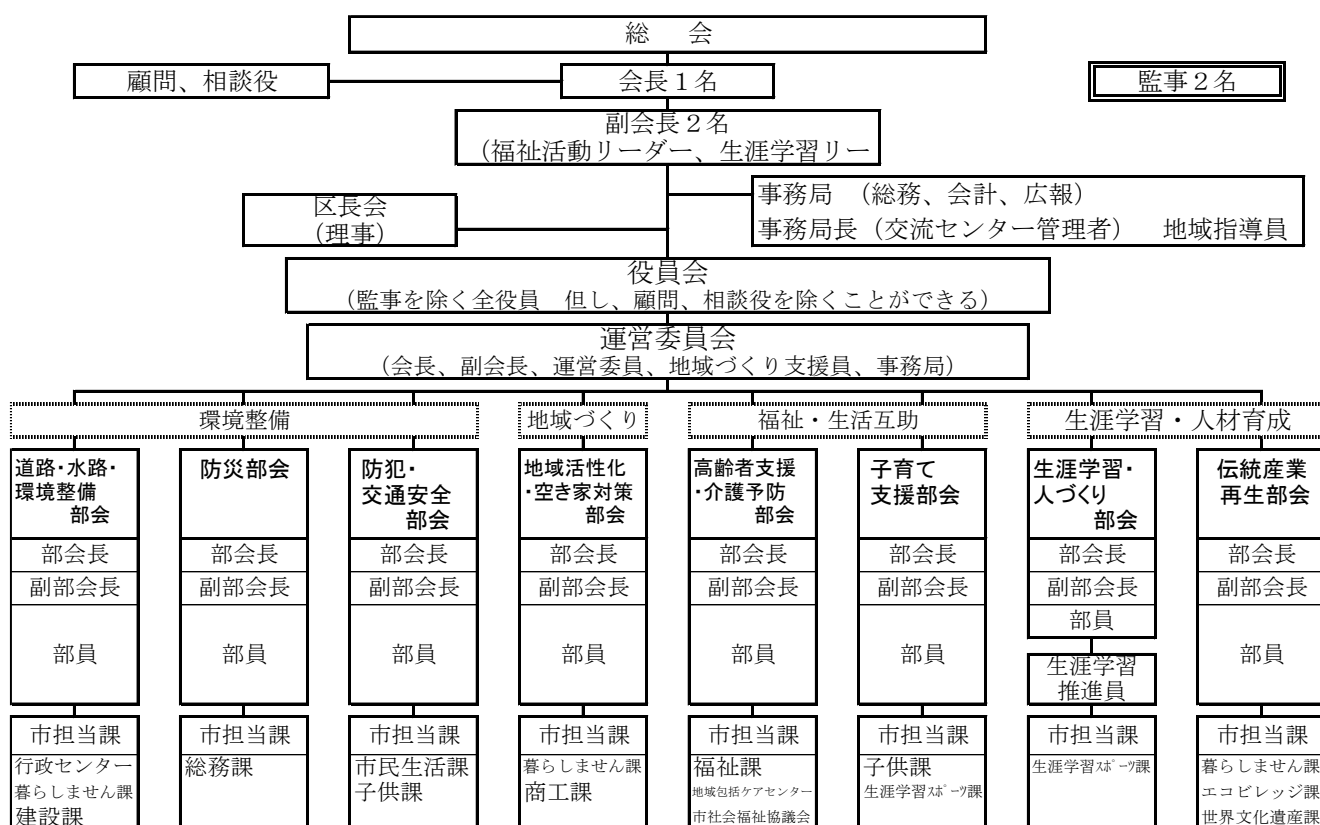 総　会
顧問、相談役
会長１名
監事２名
副会長２名
（福祉活動リーダー、生涯学習リー
区長会
（理事）
事務局　（総務、会計、広報）
事務局長（交流センター管理者）　地域指導員
役員会
（監事を除く全役員　但し、顧問、相談役を除くことができる）
運営委員会
（会長、副会長、運営委員、地域づくり支援員、事務局）
環境整備
地域づくり
福祉・生活互助
生涯学習・人材育成
道路・水路・
環境整備
部会
部会長
副部会長
部員
市担当課
行政センター
暮らしません課
建設課
防災部会
部会長
副部会長
部員
市担当課
総務課
防犯・
交通安全
部会
部会長
副部会長
部員
市担当課
市民生活課
子供課
地域活性化
・空き家対策
部会
部会長
副部会長
部員
市担当課
暮らしません課
商工課
高齢者支援
・介護予防
部会
部会長
副部会長
部員
市担当課
福祉課
地域包括ケアセンター
市社会福祉協議会
子育て
支援部会
部会長
副部会長
部員
市担当課
子供課
生涯学習ｽﾎﾟｰﾂ課
生涯学習・
人づくり
部会
部会長
副部会長
部員
生涯学習
推進員
市担当課
生涯学習ｽﾎﾟｰﾂ課
伝統産業
再生部会
部会長
副部会長
部員
市担当課
暮らしません課
エコビレッジ課
世界文化遺産課